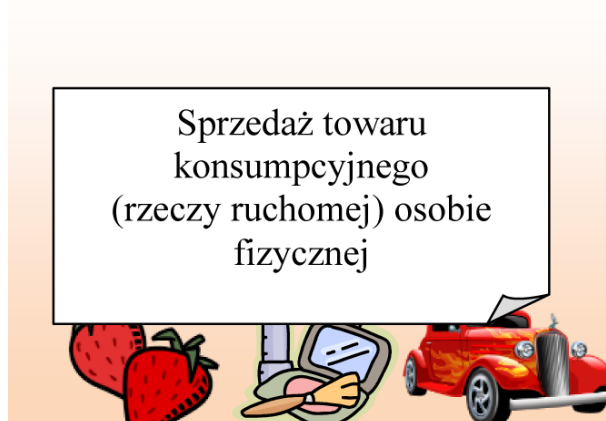 Sprzedaż towaru
konsumpcyjnego
(rzeczy ruchomej) osobie
fizycznej